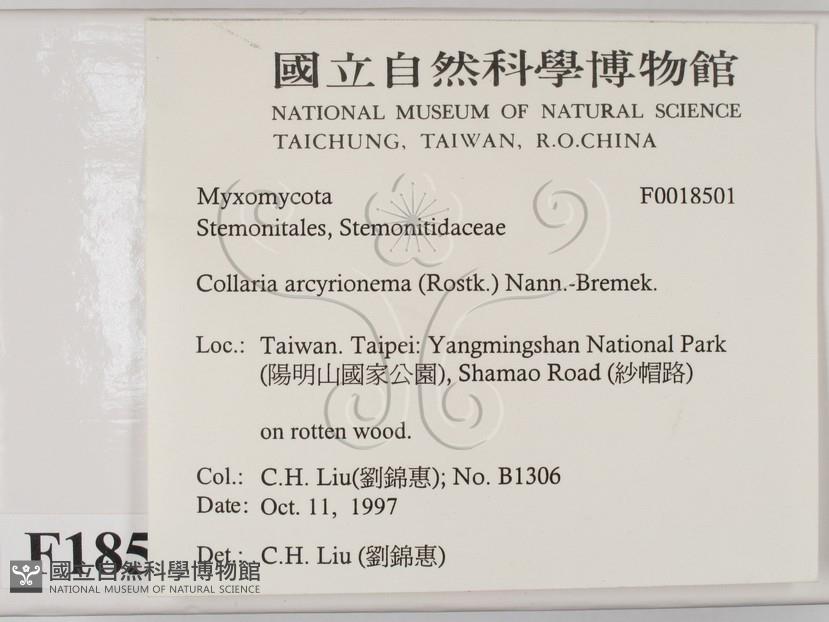 國立自然科學博物館
NATIONAL MUSEUM OF NATURAL SCIENCE
TAICHUNG, TAIWAN, R.O.CHINA
Myxomycota F0018501
Stemonitales, Stemonitidaceae
Collaria arcyrionema (Rostk.) Nann.-Bremek.
Loc.: Taiwan. Taipei: Yangmingshan National Park
(陽明山國家公園), Shamao Road (紗帽路)
on rotten wood.
Col.: C.H. Liu(劉錦惠); No. B1306
Date: Oct. 11, 1997
Det.: C.H. Liu (劉錦惠)
F185
國立自然科學博物館
NATIONAL MUSEUM OF NATURAL SCIENCE